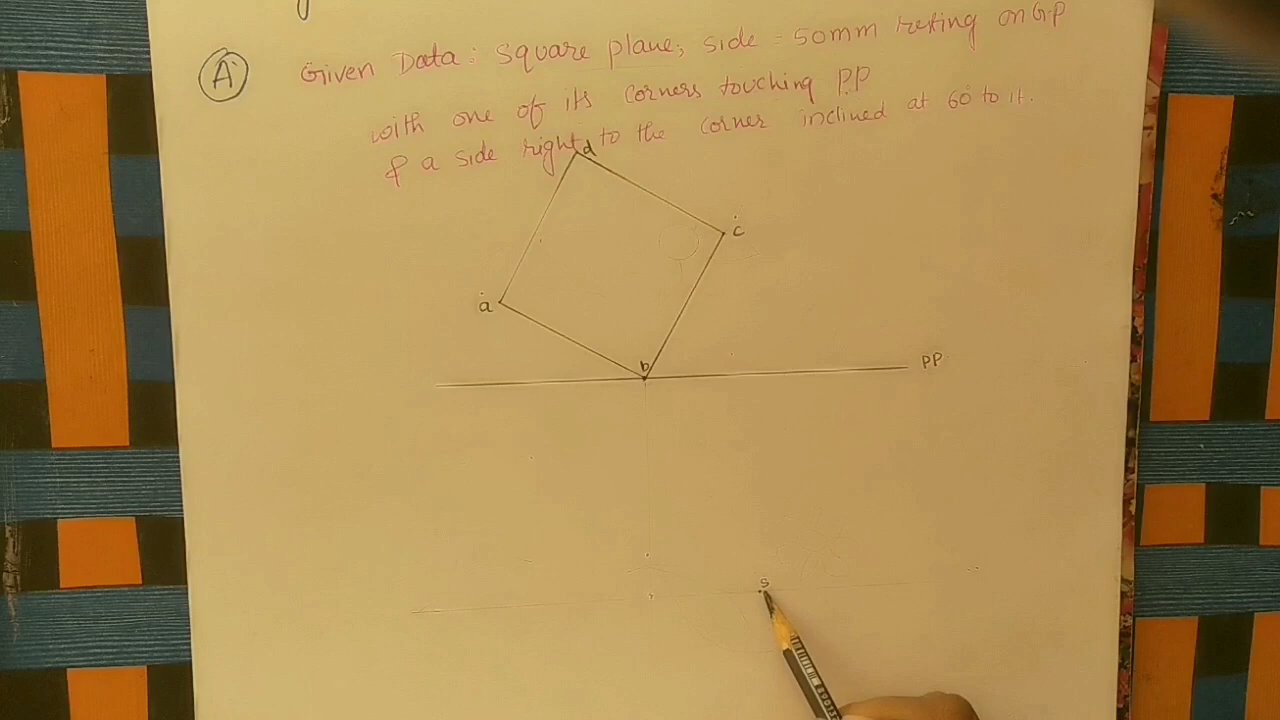 A
Given Data: Square plane, side = 50mm resting on G.P
with one of its corners touching P.P
& a side right to the corner inclined at 60° to it.
d
c
a
b
PP
S